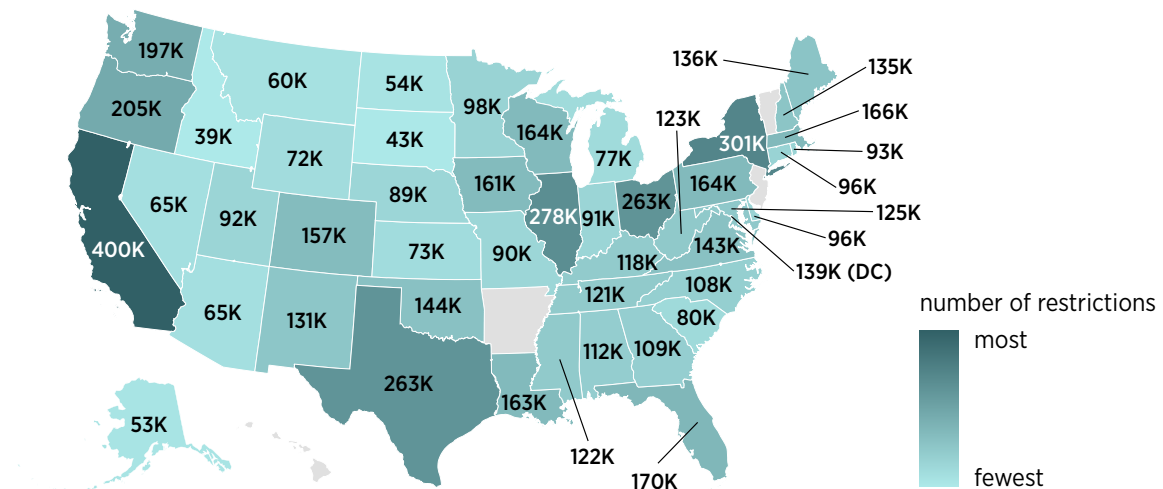 197K
60K
54K
98K
136K
135K
205K
39K
43K
164K
123K
166K
72K
77K
301K
93K
65K
92K
89K
161K
278K
91K
263K
164K
96K
125K
400K
157K
73K
90K
118K
143K
96K
139K (DC)
65K
131K
144K
121K
108K
80K
112K
109K
263K
163K
53K
122K
170K
number of restrictions
most
fewest